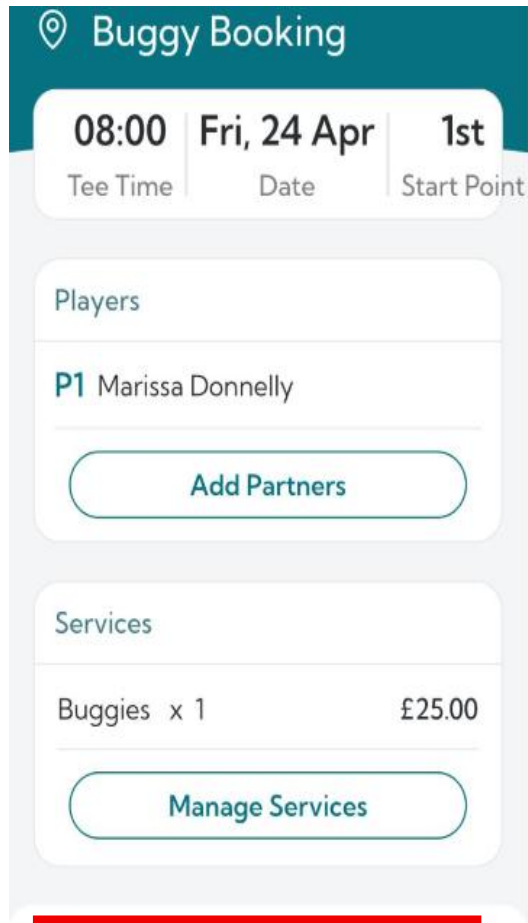 Buggy Booking
08:00 Fri, 24 Apr 1st
Tee Time Date Start Point
Players
P1 Marissa Donnelly
Add Partners
Services
Buggies x 1 £25.00
Manage Services